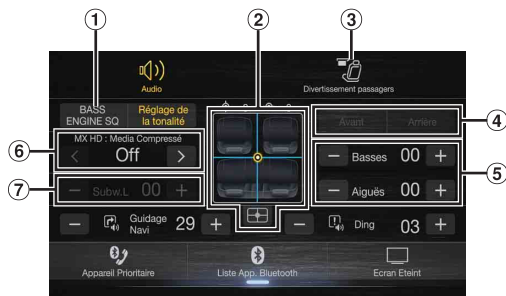 1
2
3
Audio
Divertissement passagers
BASS
ENGINE SQ
Réglage de
la tonalité
Avant
Arrière
4
MX HD : Media Compressé
6
< Off >
− Basses 00 +
5
7
− Subw.L 00 +
− Aiguës 00 +
− Guidage
Navi 29 +
− Ding 03 +
Appareil Prioritaire
Liste App. Bluetooth
Ecran Eteint